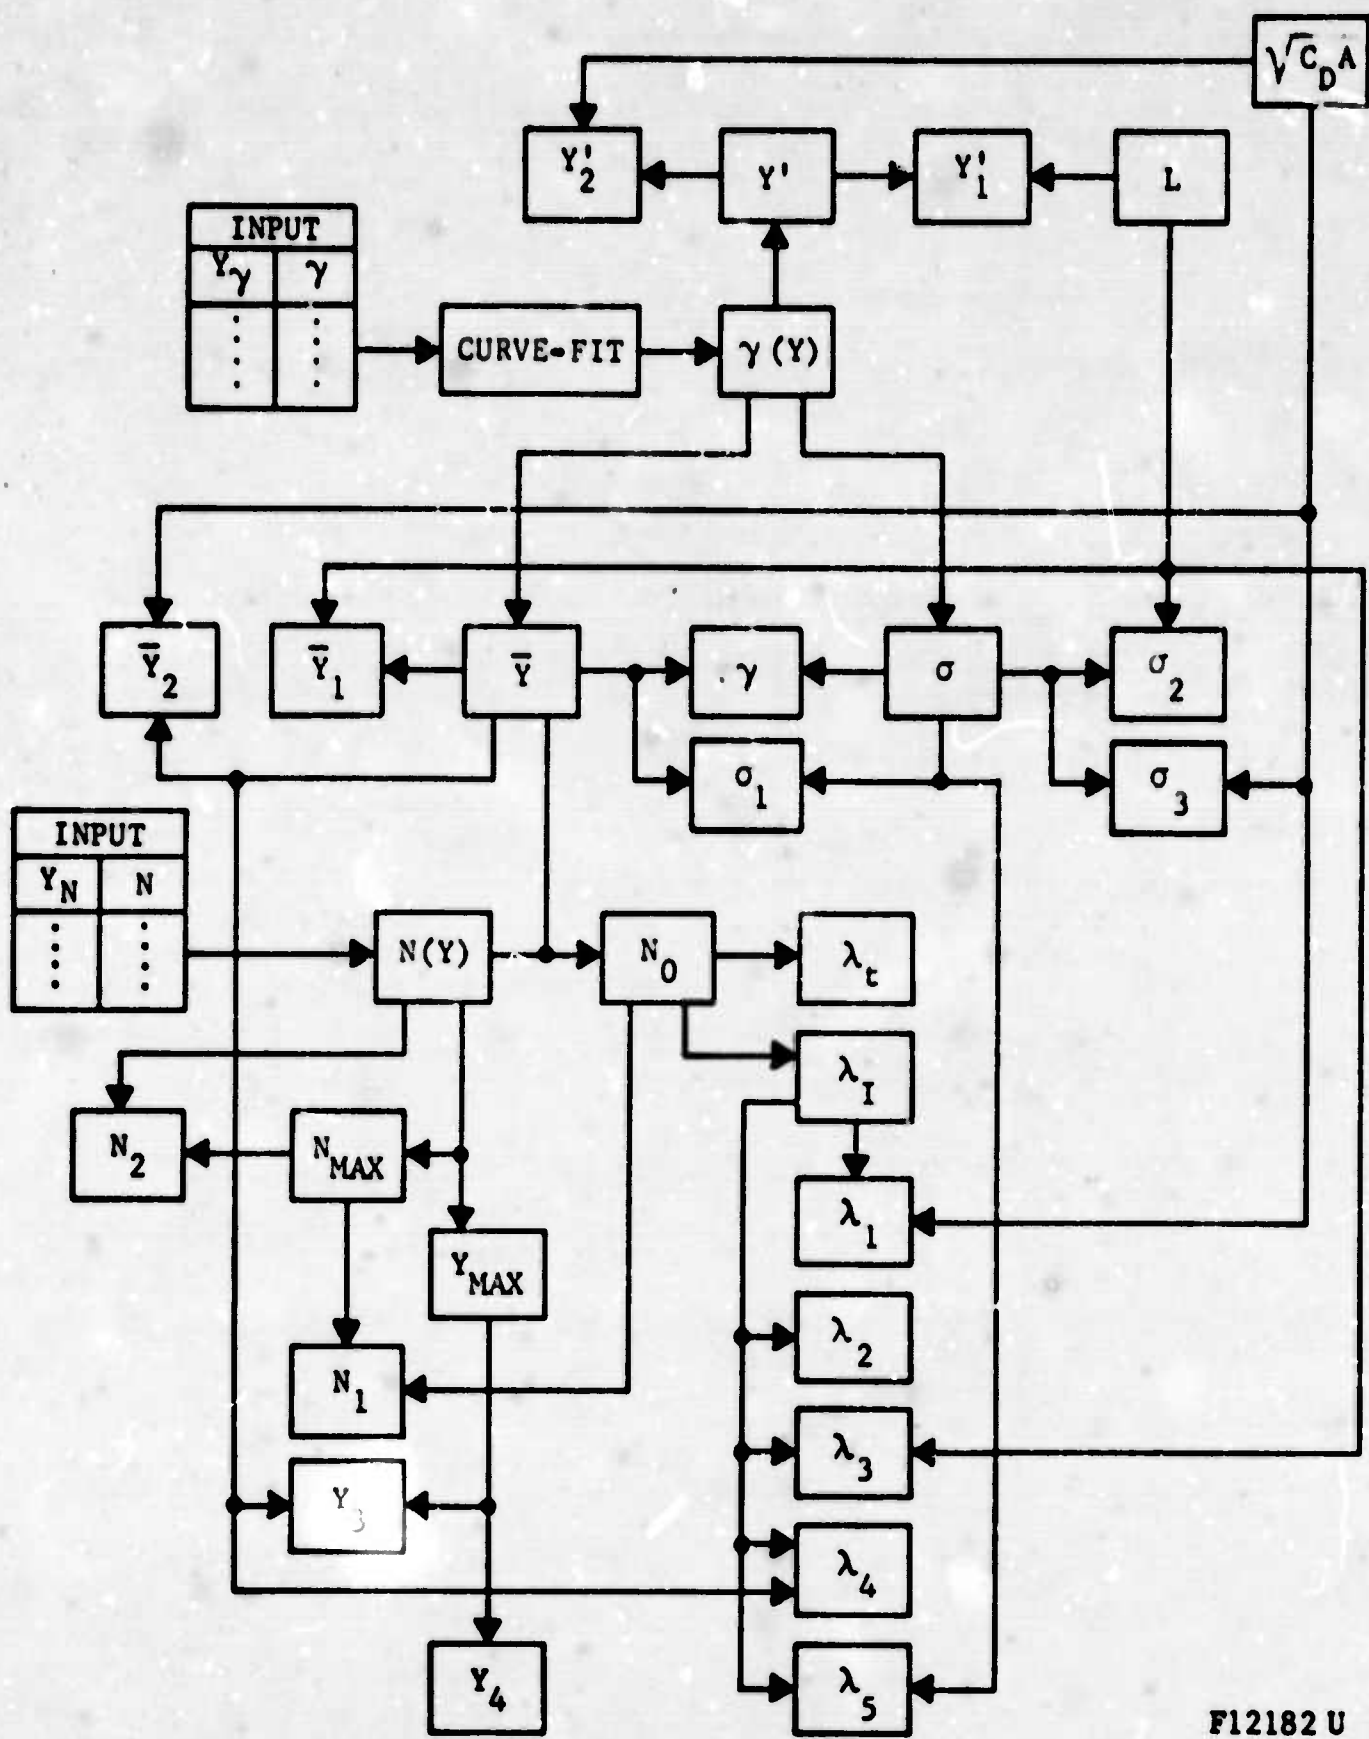 √C_D A
Y'_2
Y'
Y'_1
L
INPUT
Y_γ γ
CURVE-FIT
γ(Y)
Ȳ_2
Ȳ_1
Ȳ
γ
σ
σ_2
σ_1
σ_3
INPUT
Y_N N
N(Y)
N_0
λ_t
λ_I
N_2
N_MAX
λ_1
Y_MAX
λ_2
N_1
λ_3
Y_3
λ_4
Y_4
λ_5
F12182 U